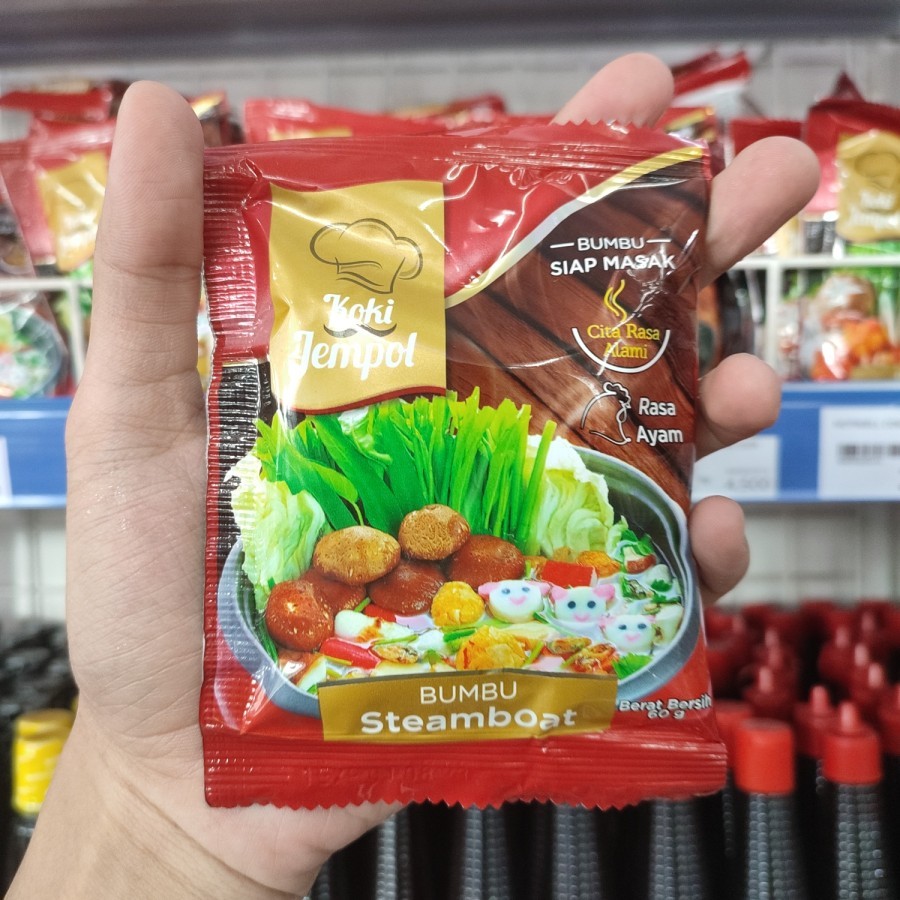 Koki
Jempol
BUMBU
SIAP MASAK
Cita Rasa
Alami
Rasa
Ayam
BUMBU
Steamboat
Berat Bersih
60 g